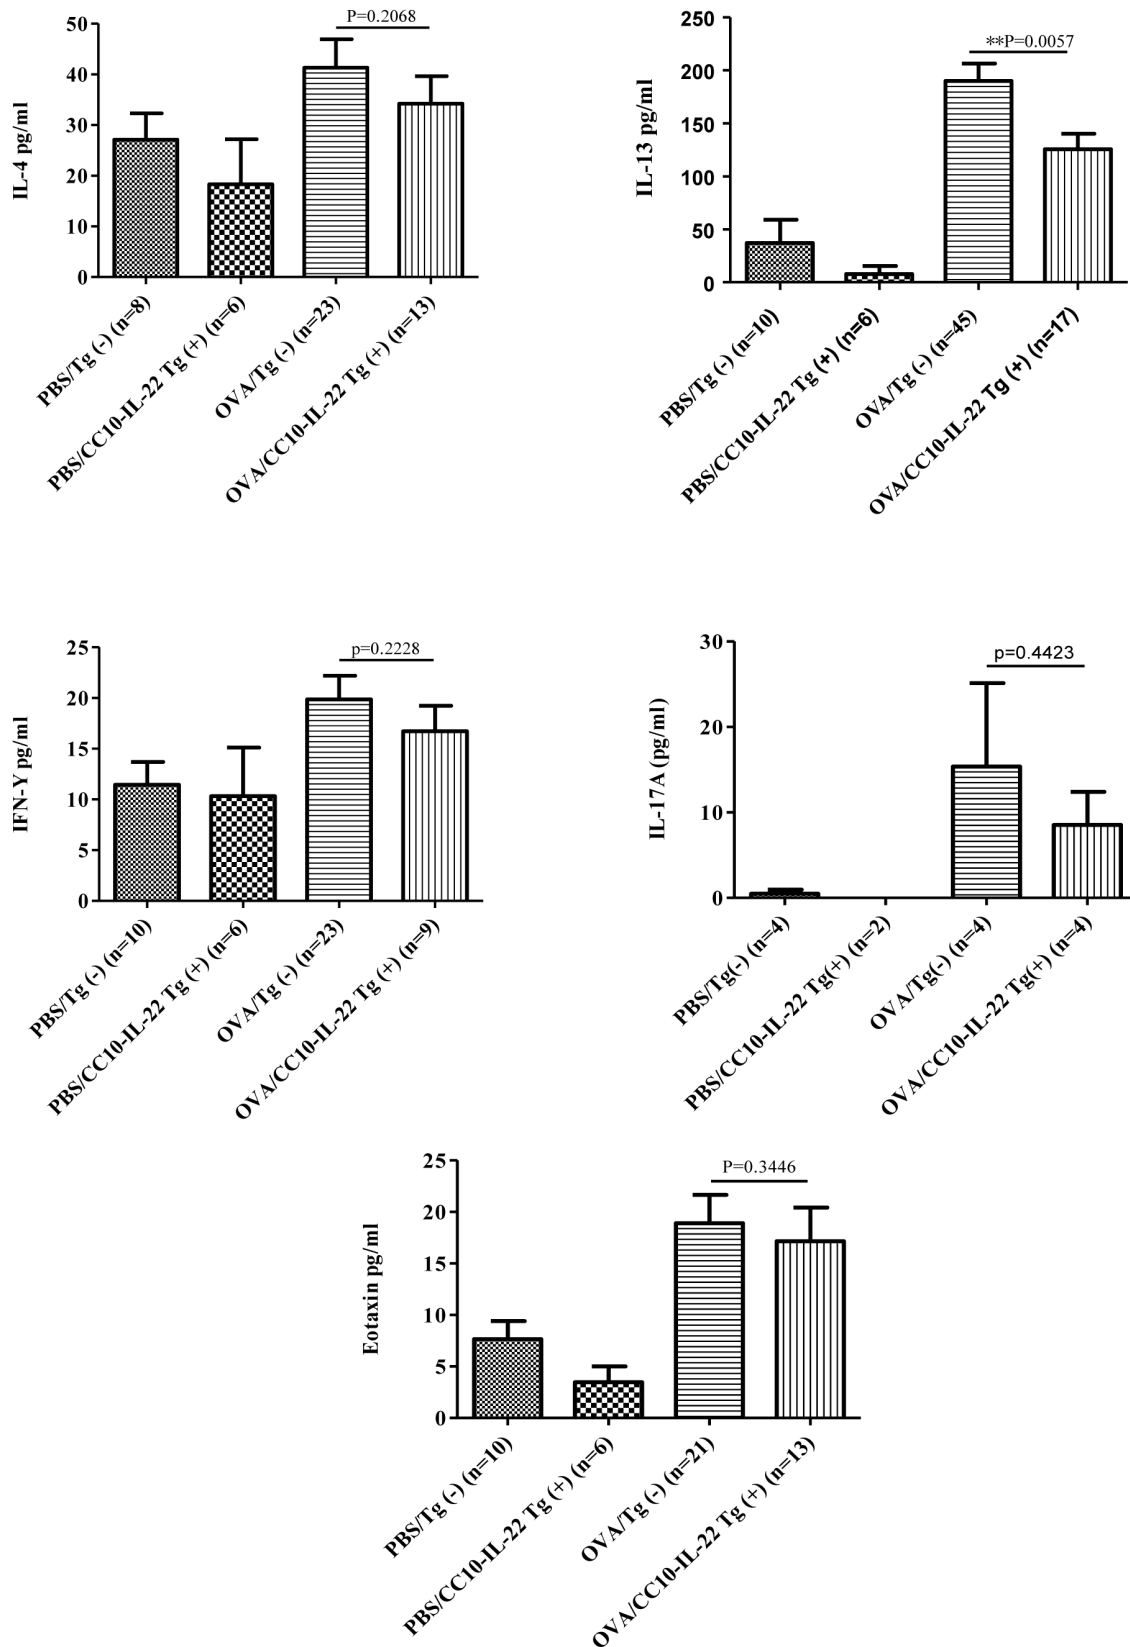 P=0.2068
IL-4 pg/ml
50
40
30
20
10
0
PBS/Tg (-) (n=8)
PBS/CC10-IL-22 Tg (+) (n=6)
OVA/Tg (-) (n=23)
OVA/CC10-IL-22 Tg (+) (n=13)
**P=0.0057
IL-13 pg/ml
250
200
150
100
50
0
PBS/Tg (-) (n=10)
PBS/CC10-IL-22 Tg (+) (n=6)
OVA/Tg (-) (n=45)
OVA/CC10-IL-22 Tg (+) (n=17)
p=0.2228
IFN-Y pg/ml
25
20
15
10
5
0
PBS/Tg (-) (n=10)
PBS/CC10-IL-22 Tg (+) (n=6)
OVA/Tg (-) (n=23)
OVA/CC10-IL-22 Tg (+) (n=9)
p=0.4423
IL-17A (pg/ml)
30
20
10
0
PBS/Tg(-) (n=4)
PBS/CC10-IL-22 Tg(+) (n=2)
OVA/Tg(-) (n=4)
OVA/CC10-IL-22 Tg(+) (n=4)
P=0.3446
Eotaxin pg/ml
25
20
15
10
5
0
PBS/Tg (-) (n=10)
PBS/CC10-IL-22 Tg (+) (n=6)
OVA/Tg (-) (n=21)
OVA/CC10-IL-22 Tg (+) (n=13)